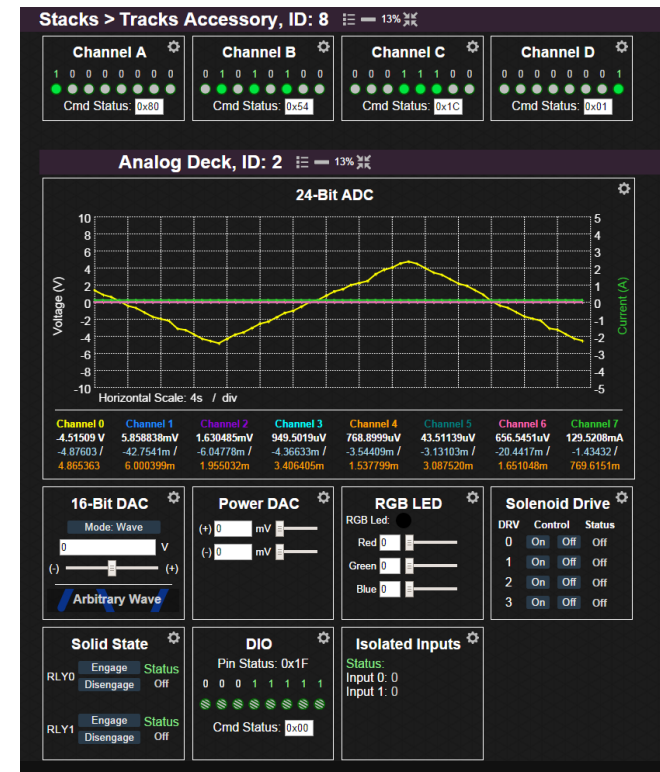 Stacks > Tracks Accessory, ID: 8 13%
Channel A Channel B Channel C Channel D
1 0 0 0 0 0 0 0 0 1 0 1 0 1 0 0 0 0 0 1 1 1 0 0 0 0 0 0 0 0 0 1
Cmd Status: 0x80 Cmd Status: 0x54 Cmd Status: 0x1C Cmd Status: 0x01
Analog Deck, ID: 2 13%
24-Bit ADC
10 5
8 4
6 3
4 2
2 1
0 0
-2 -1
-4 -2
-6 -3
-8 -4
-10 -5
Voltage (V)
Current (A)
Horizontal Scale: 4s / div
Channel 0 Channel 1 Channel 2 Channel 3 Channel 4 Channel 5 Channel 6 Channel 7
-4.51509 V 5.858838mV 1.630485mV 949.5019uV 768.8999uV 43.51139uV 656.5451uV 129.5208mA
-4.87603 / -42.7541m / -6.04778m / -4.36633m / -3.54409m / -3.13103m / -20.4417m / -1.43432 /
4.865363 6.000399m 1.955032m 3.406405m 1.537799m 3.087520m 1.651048m 769.6151m
16-Bit DAC
Mode: Wave
0 V
(-) (+)
Arbitrary Wave
Power DAC
(+) 0 mV
(-) 0 mV
RGB LED
RGB Led:
Red 0
Green 0
Blue 0
Solenoid Drive
DRV Control Status
0 On Off Off
1 On Off Off
2 On Off Off
3 On Off Off
Solid State
RLY0 Engage Status
Disengage Off
RLY1 Engage Status
Disengage Off
DIO
Pin Status: 0x1F
0 0 0 1 1 1 1 1
Cmd Status: 0x00
Isolated Inputs
Status:
Input 0: 0
Input 1: 0